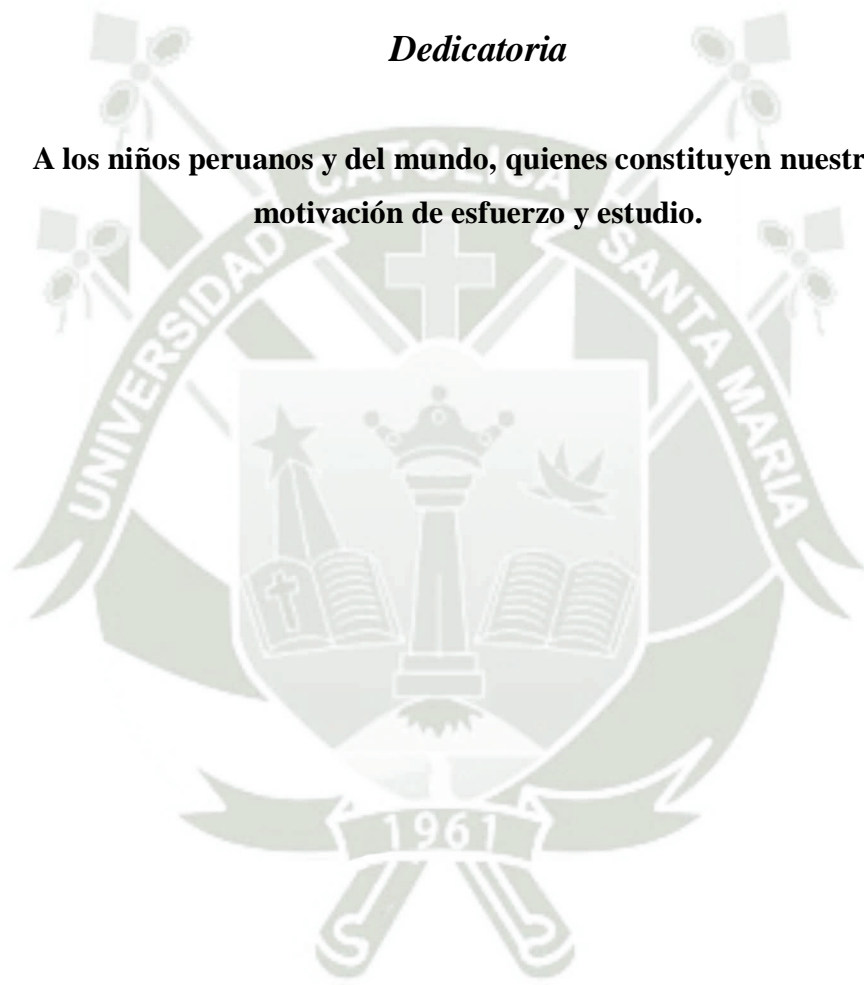 Dedicatoria
A los niños peruanos y del mundo, quienes constituyen nuestr
motivación de esfuerzo y estudio.
UNIVERSIDAD CATOLICA SANTA MARIA
1961